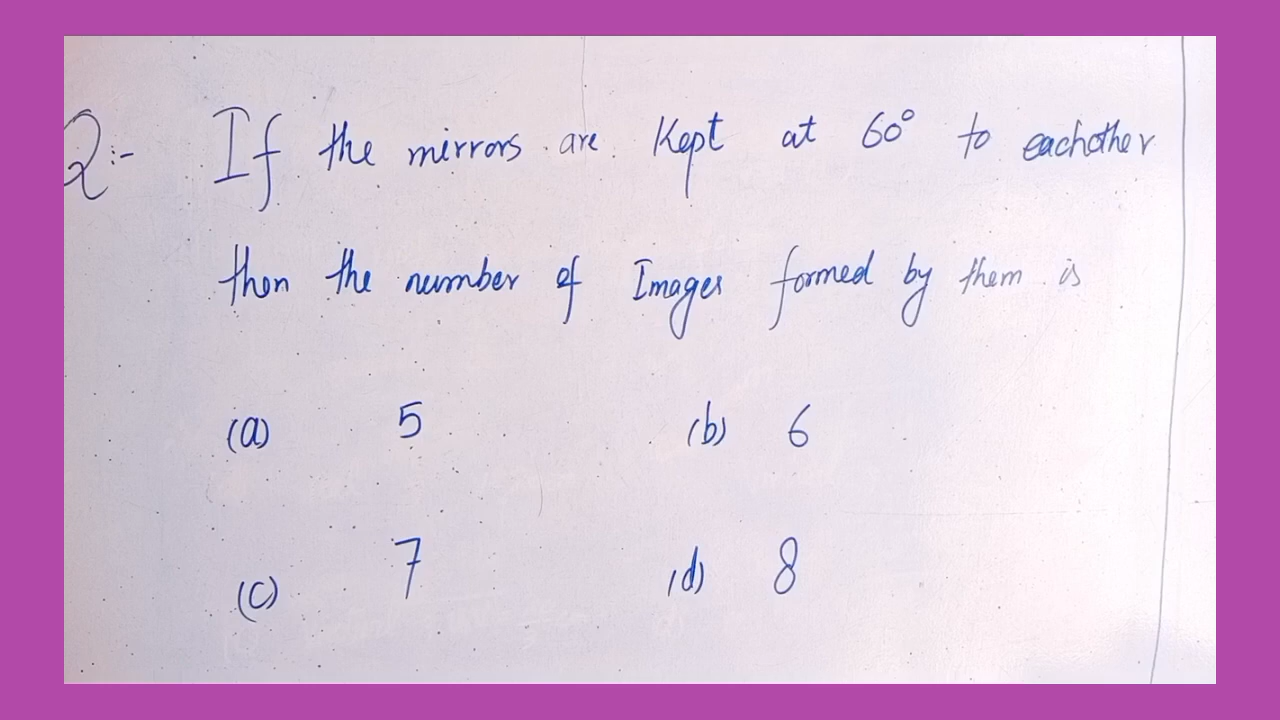 Q:- If the mirrors are Kept at 60° to eachother
then the number of Images formed by them is
(a) 5 (b) 6
(c) 7 (d) 8